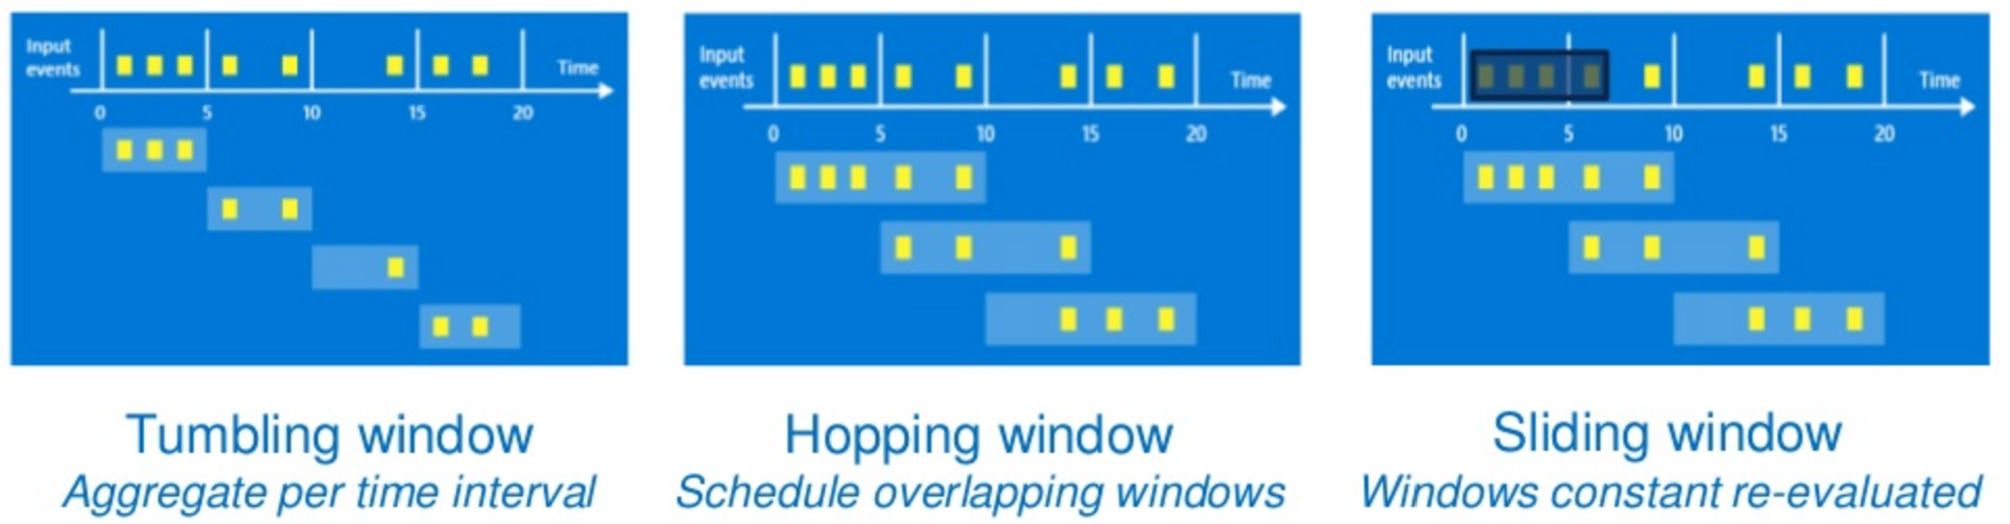 Input
events
Time
0 5 10 15 20
Tumbling window
Aggregate per time interval
Input
events
Time
0 5 10 15 20
Hopping window
Schedule overlapping windows
Input
events
Time
0 5 10 15 20
Sliding window
Windows constant re-evaluated